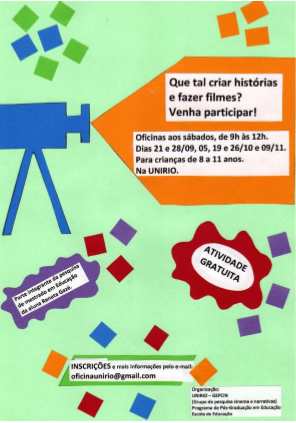 Que tal criar histórias
e fazer filmes?
Venha participar!
Oficinas aos sábados, de 9h às 12h.
Dias 21 e 28/09, 05, 19 e 26/10 e 09/11.
Para crianças de 8 a 11 anos.
Na UNIRIO.
ATIVIDADE
GRATUITA
Parte integrante da pesquisa
de mestrado em Educação
da aluna Renata Gazé.
INSCRIÇÕES e mais informações pelo e-mail:
oficinaunirio@gmail.com
Organização:
UNIRIO – GEPCIN
(Grupo de pesquisa cinema e narrativas)
Programa de Pós-Graduação em Educação
Escola de Educação